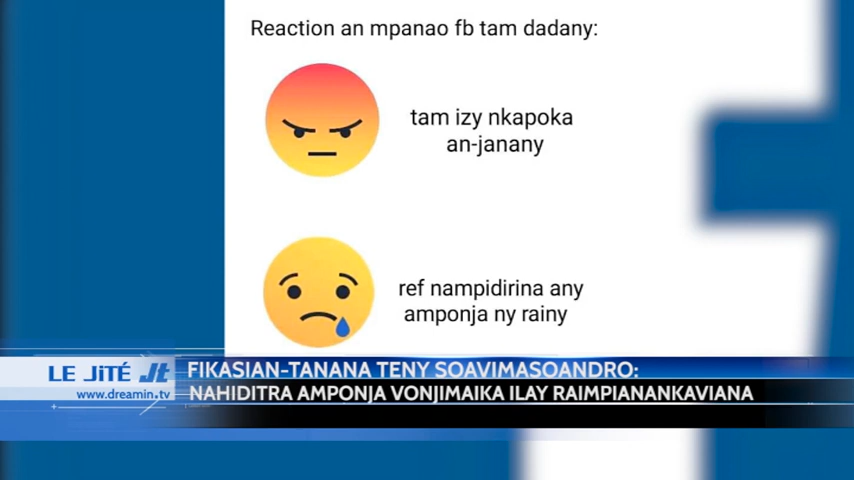 Reaction an mpanao fb tam dadany:
tam izy nkapoka
an-janany
ref nampidirina any
amponja ny rainy
LE JiTÉ Jt
www.dreamin.tv
FIKASIAN-TANANA TENY SOAVIMASOANDRO:
NAHIDITRA AMPONJA VONJIMAIKA ILAY RAIMPIANANKAVIANA